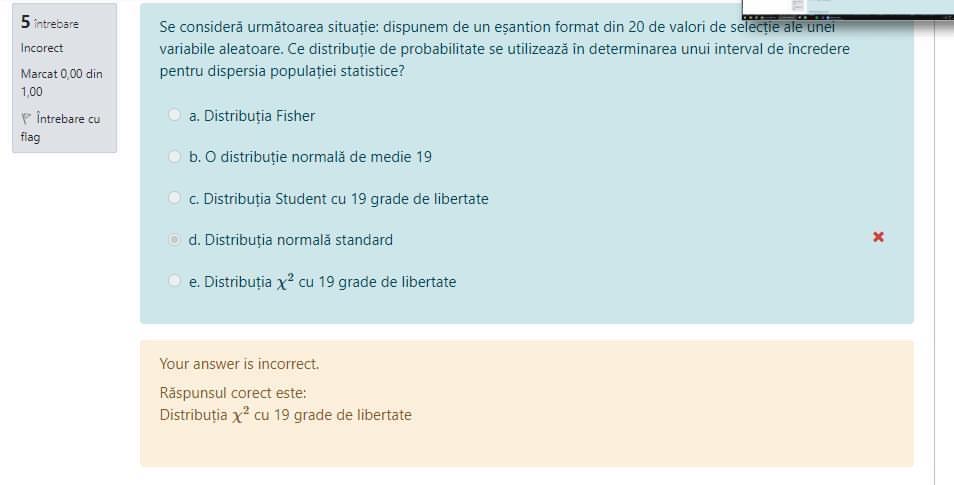 5 întrebare
Incorect
Marcat 0,00 din
1,00
Întrebare cu
flag
Se consideră următoarea situație: dispunem de un eșantion format din 20 de valori de selecție ale unei
variabile aleatoare. Ce distribuție de probabilitate se utilizează în determinarea unui interval de încredere
pentru dispersia populației statistice?
a. Distribuția Fisher
b. O distribuție normală de medie 19
c. Distribuția Student cu 19 grade de libertate
d. Distribuția normală standard
e. Distribuția χ² cu 19 grade de libertate
Your answer is incorrect.
Răspunsul corect este:
Distribuția χ² cu 19 grade de libertate